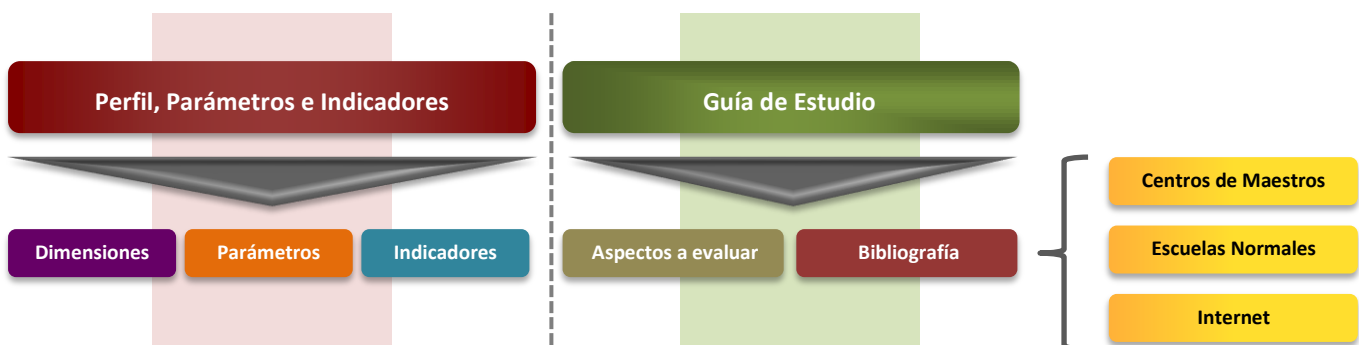 Perfil, Parámetros e Indicadores
Guía de Estudio
Dimensiones
Parámetros
Indicadores
Aspectos a evaluar
Bibliografía
Centros de Maestros
Escuelas Normales
Internet